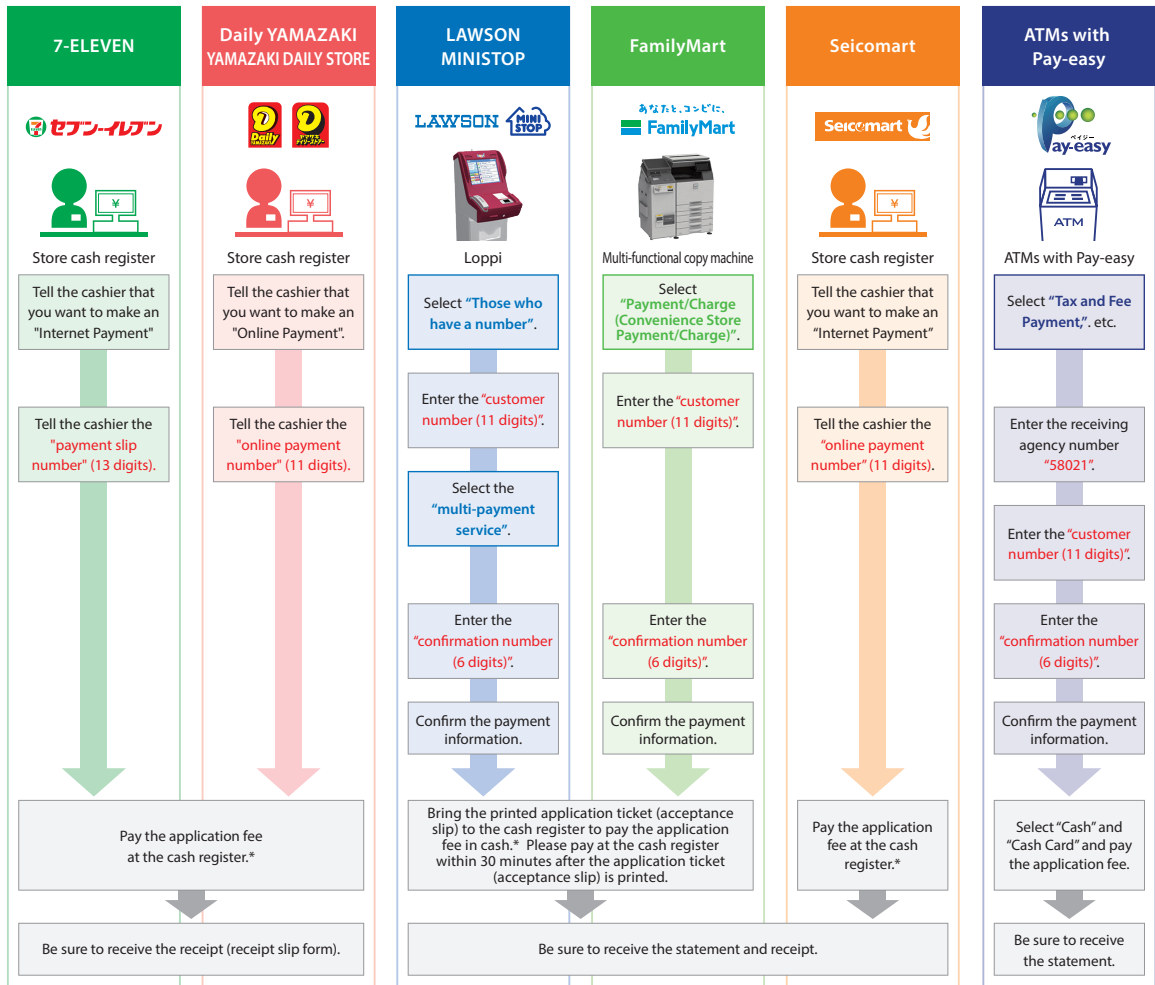 7-ELEVEN
セブン-イレブン
Store cash register
Tell the cashier that
you want to make an
"Internet Payment"
Tell the cashier the
"payment slip
number" (13 digits).
Daily YAMAZAKI
YAMAZAKI DAILY STORE
Daily
YAMAZAKI
ヤマザキ
デイリーストアー
Store cash register
Tell the cashier that
you want to make an
"Online Payment".
Tell the cashier the
"online payment
number" (11 digits).
Pay the application fee
at the cash register.*
Be sure to receive the receipt (receipt slip form).
LAWSON
MINISTOP
LAWSON
MINI
STOP
Loppi
Select “Those who
have a number”.
Enter the “customer
number (11 digits)”.
Select the
“multi-payment
service”.
Enter the
“confirmation number
(6 digits)”.
Confirm the payment
information.
FamilyMart
あなたと、コンビに、
FamilyMart
Multi-functional copy machine
Select
“Payment/Charge
(Convenience Store
Payment/Charge)”.
Enter the “customer
number (11 digits)”.
Enter the
“confirmation number
(6 digits)”.
Confirm the payment
information.
Bring the printed application ticket (acceptance
slip) to the cash register to pay the application
fee in cash.* Please pay at the cash register
within 30 minutes after the application ticket
(acceptance slip) is printed.
Seicomart
Seicomart
Store cash register
Tell the cashier that
you want to make an
“Internet Payment”
Tell the cashier the
“online payment
number” (11 digits).
Pay the application
fee at the cash
register.*
Be sure to receive the statement and receipt.
ATMs with
Pay-easy
ペイジー
Pay-easy
ATM
ATMs with Pay-easy
Select “Tax and Fee
Payment,”. etc.
Enter the receiving
agency number
“58021”.
Enter the “customer
number (11 digits)”.
Enter the
“confirmation number
(6 digits)”.
Confirm the payment
information.
Select “Cash” and
“Cash Card” and pay
the application fee.
Be sure to receive
the statement.